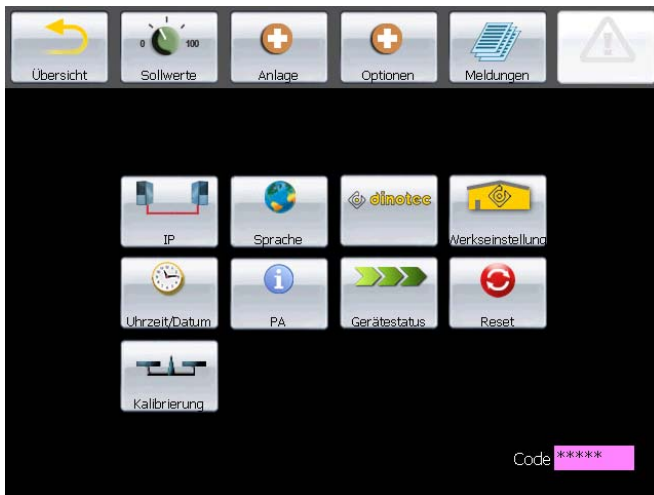 0 100
Übersicht Sollwerte Anlage Optionen Meldungen
dinotec
IP Sprache Werkseinstellung
Uhrzeit/Datum PA Gerätestatus Reset
Kalibrierung
Code *****